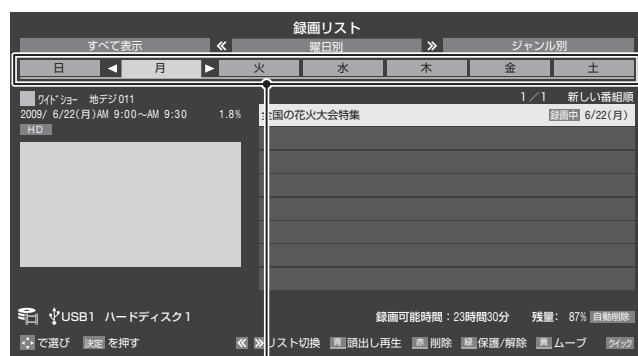 録画リスト
すべて表示 ≪ 曜日別 ≫ ジャンル別
日 ◀ 月 ▶ 火 水 木 金 土
1／1 新しい番組順
ワイドショー 地デジ011
2009/ 6/22(月)AM 9:00～AM 9:30 1.8%
HD
全国の花火大会特集 録画中 6/22(月)
USB1 ハードディスク1
録画可能時間：23時間30分 残量： 87% 自動削除
で選び 決定 を押す ≪ ≫ リスト切換 青 頭出し再生 赤 削除 緑 保護/解除 黄 ムーブ クイック